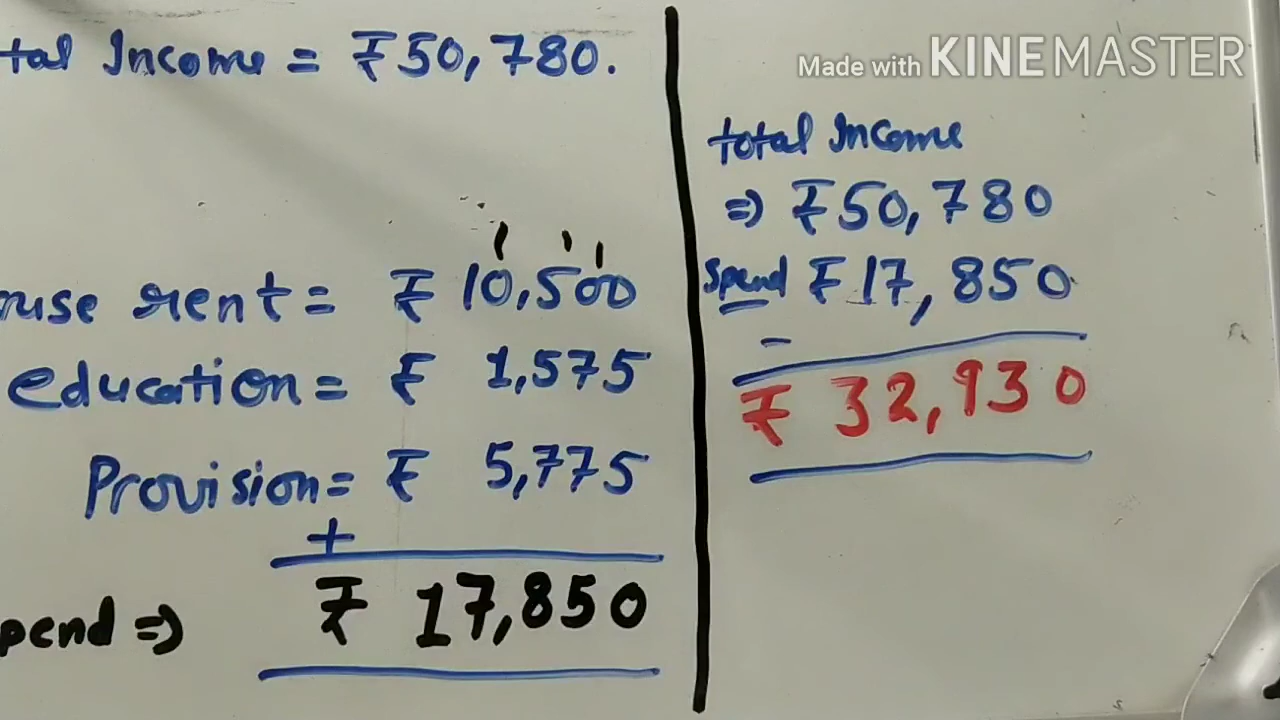 tal Income = ₹50,780.
ouse rent = ₹ 10,500
education = ₹ 1,575
Provision = ₹ 5,775
+
pend => ₹ 17,850
Made with KINEMASTER
total Income
=> ₹50,780
Spend ₹17,850
-
₹ 32,930